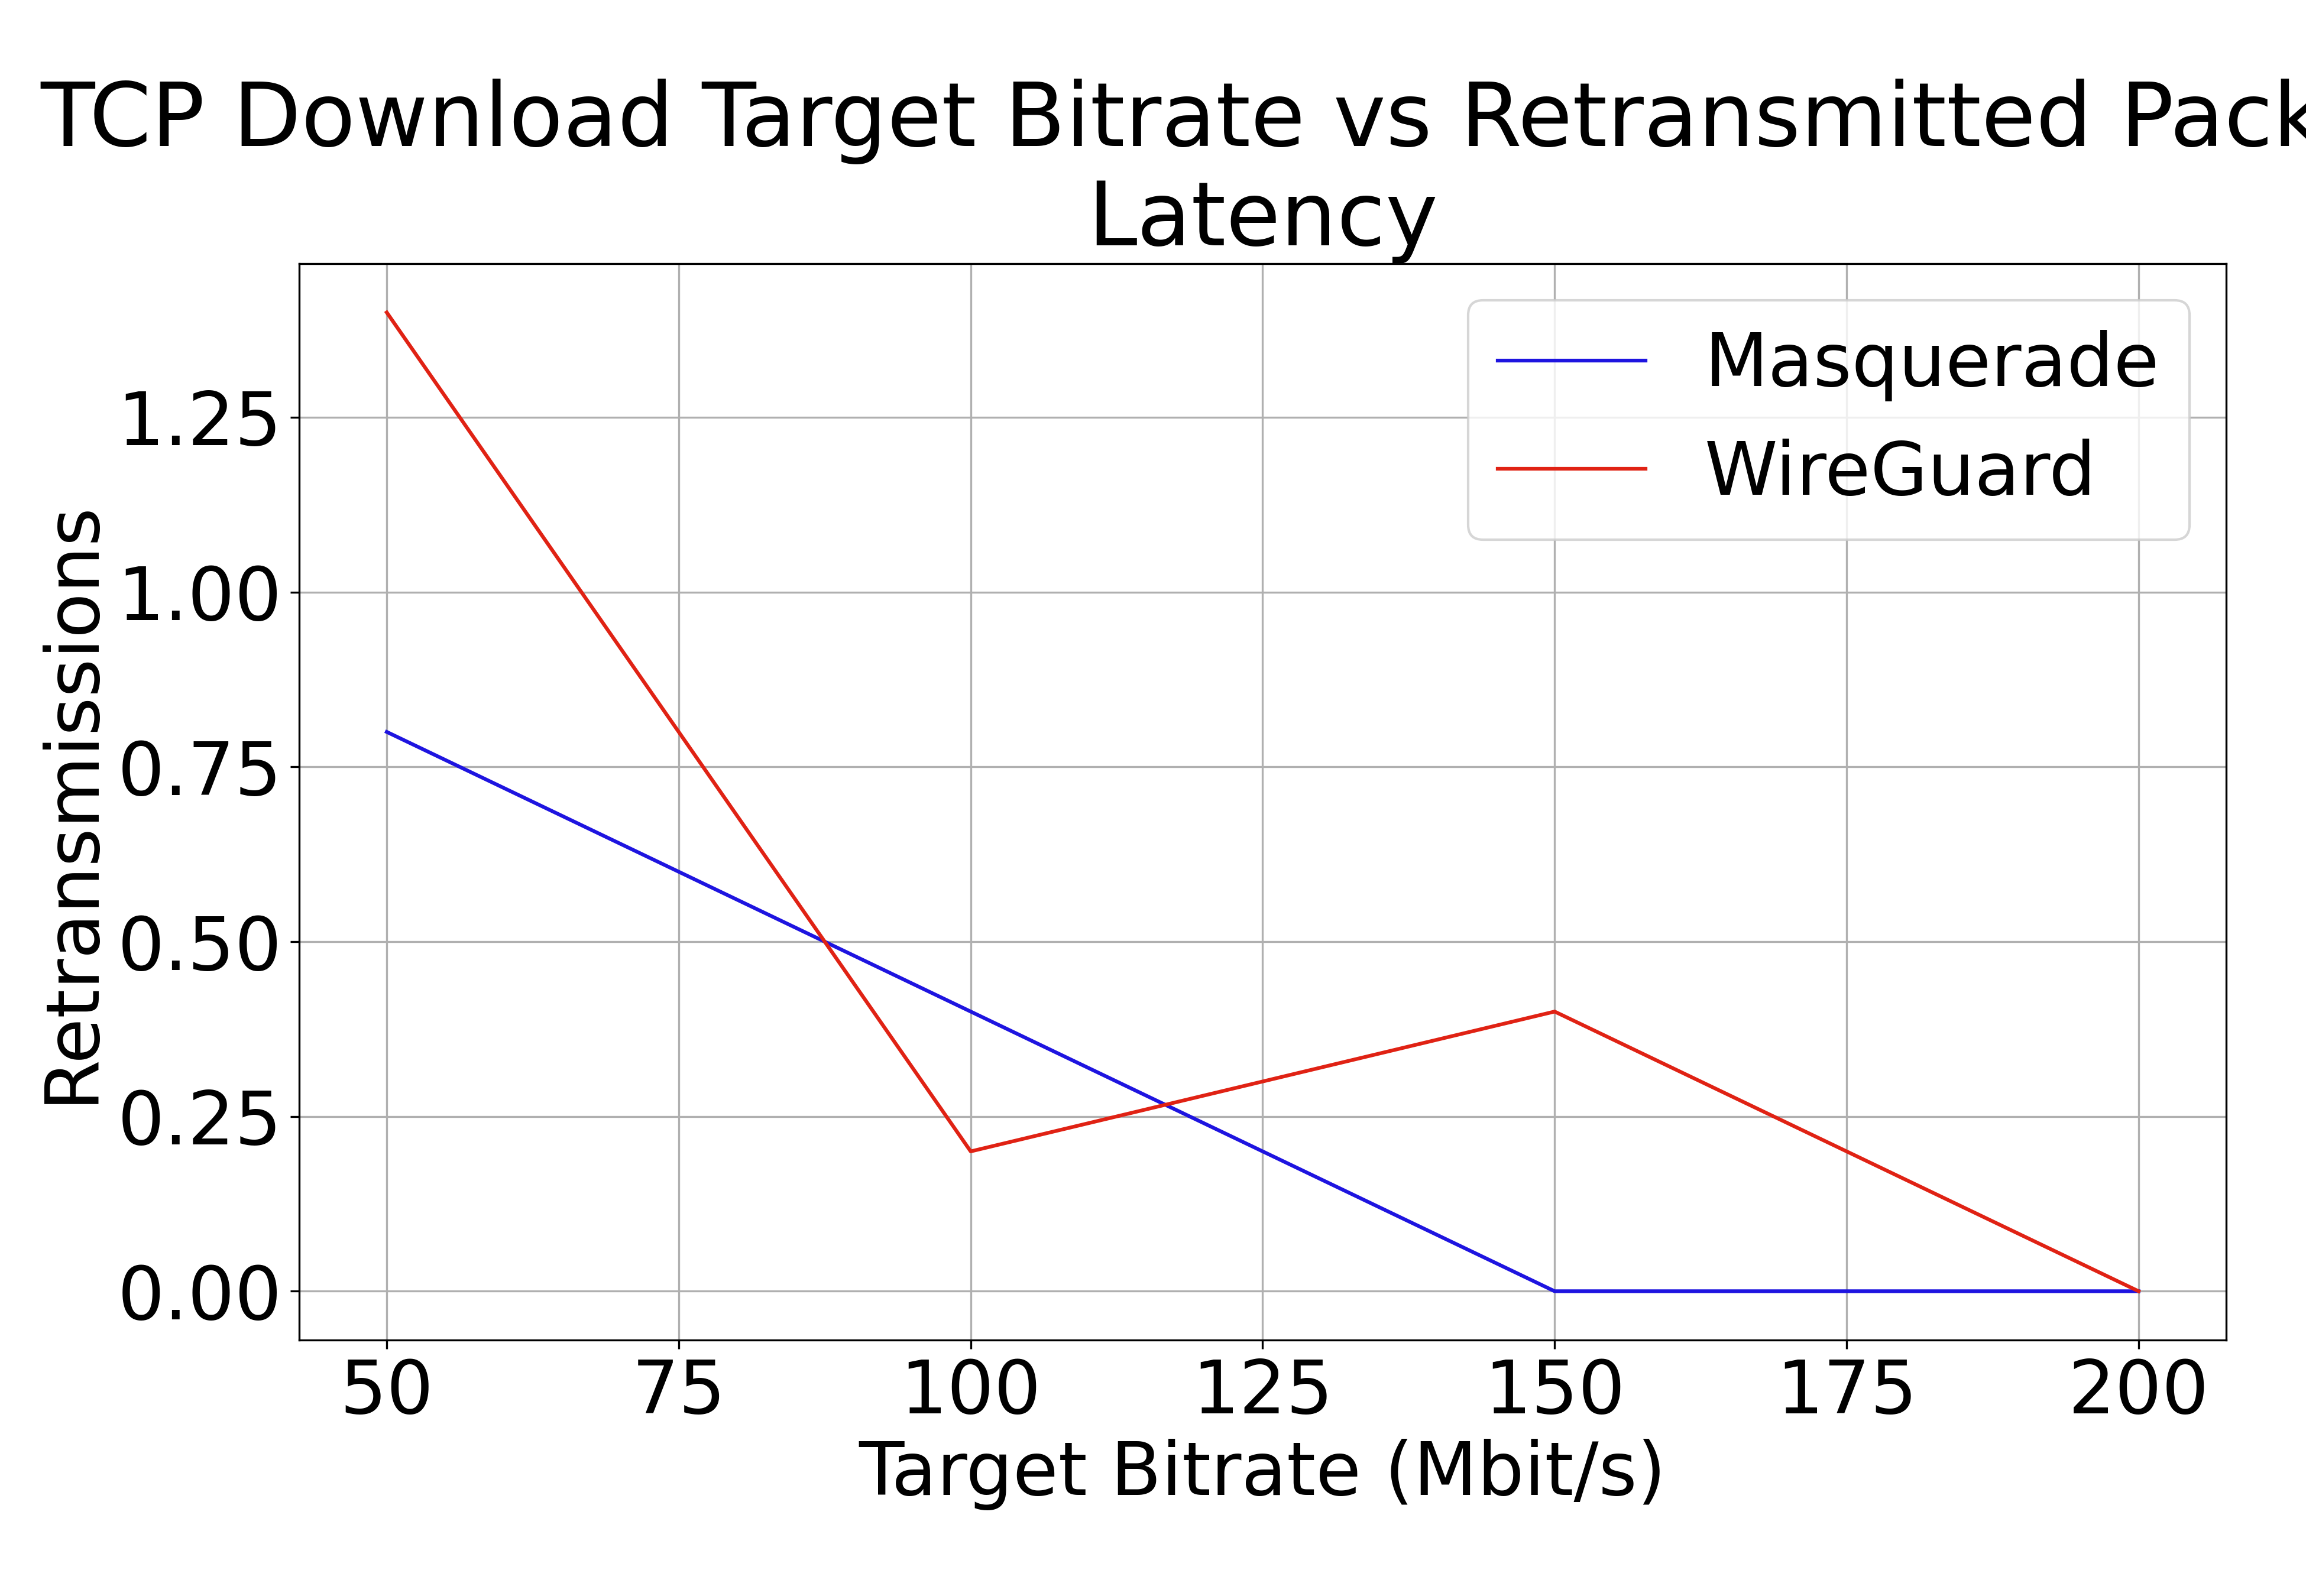 TCP Download Target Bitrate vs Retransmitted Pack
Latency
Masquerade
WireGuard
Retransmissions
1.25
1.00
0.75
0.50
0.25
0.00
50 75 100 125 150 175 200
Target Bitrate (Mbit/s)